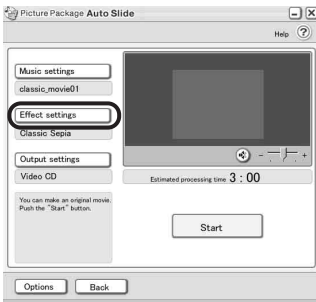 Picture Package Auto Slide
Help ?
Music settings
classic_movie01
Effect settings
Classic Sepia
Output settings
Video CD
- +
Estimated processing time 3 : 00
You can make an original movie.
Push the "Start" button.
Start
Options Back